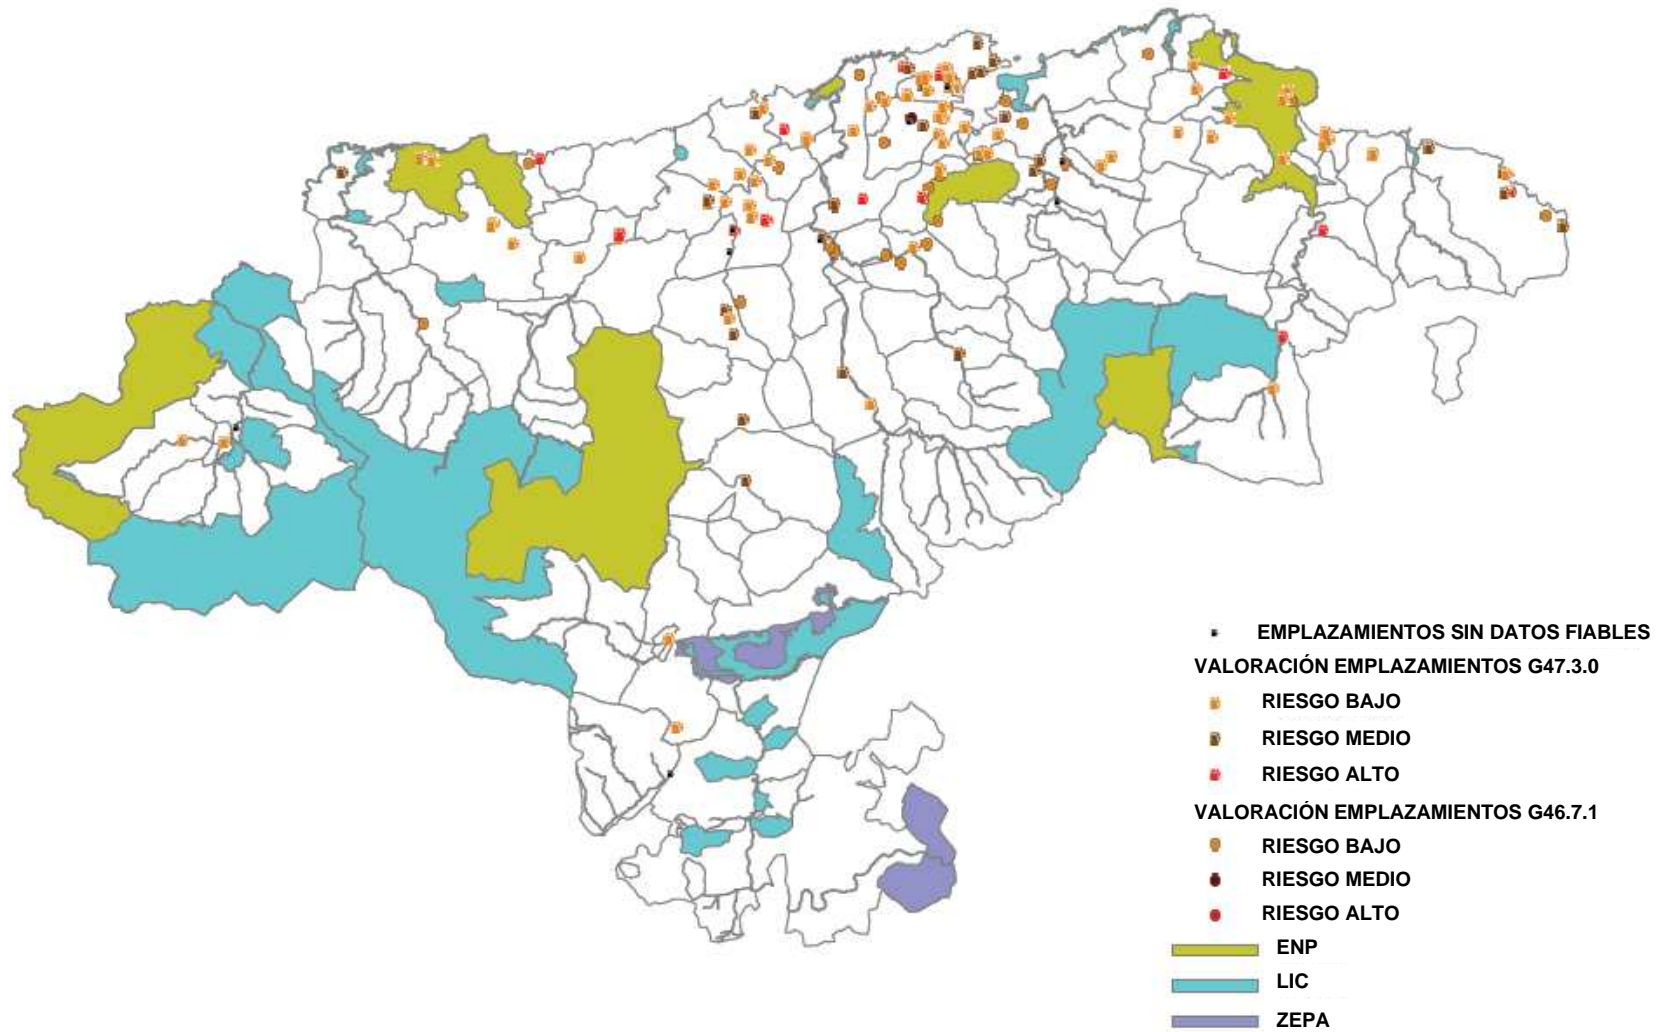 EMPLAZAMIENTOS SIN DATOS FIABLES
VALORACIÓN EMPLAZAMIENTOS G47.3.0
RIESGO BAJO
RIESGO MEDIO
RIESGO ALTO
VALORACIÓN EMPLAZAMIENTOS G46.7.1
RIESGO BAJO
RIESGO MEDIO
RIESGO ALTO
ENP
LIC
ZEPA